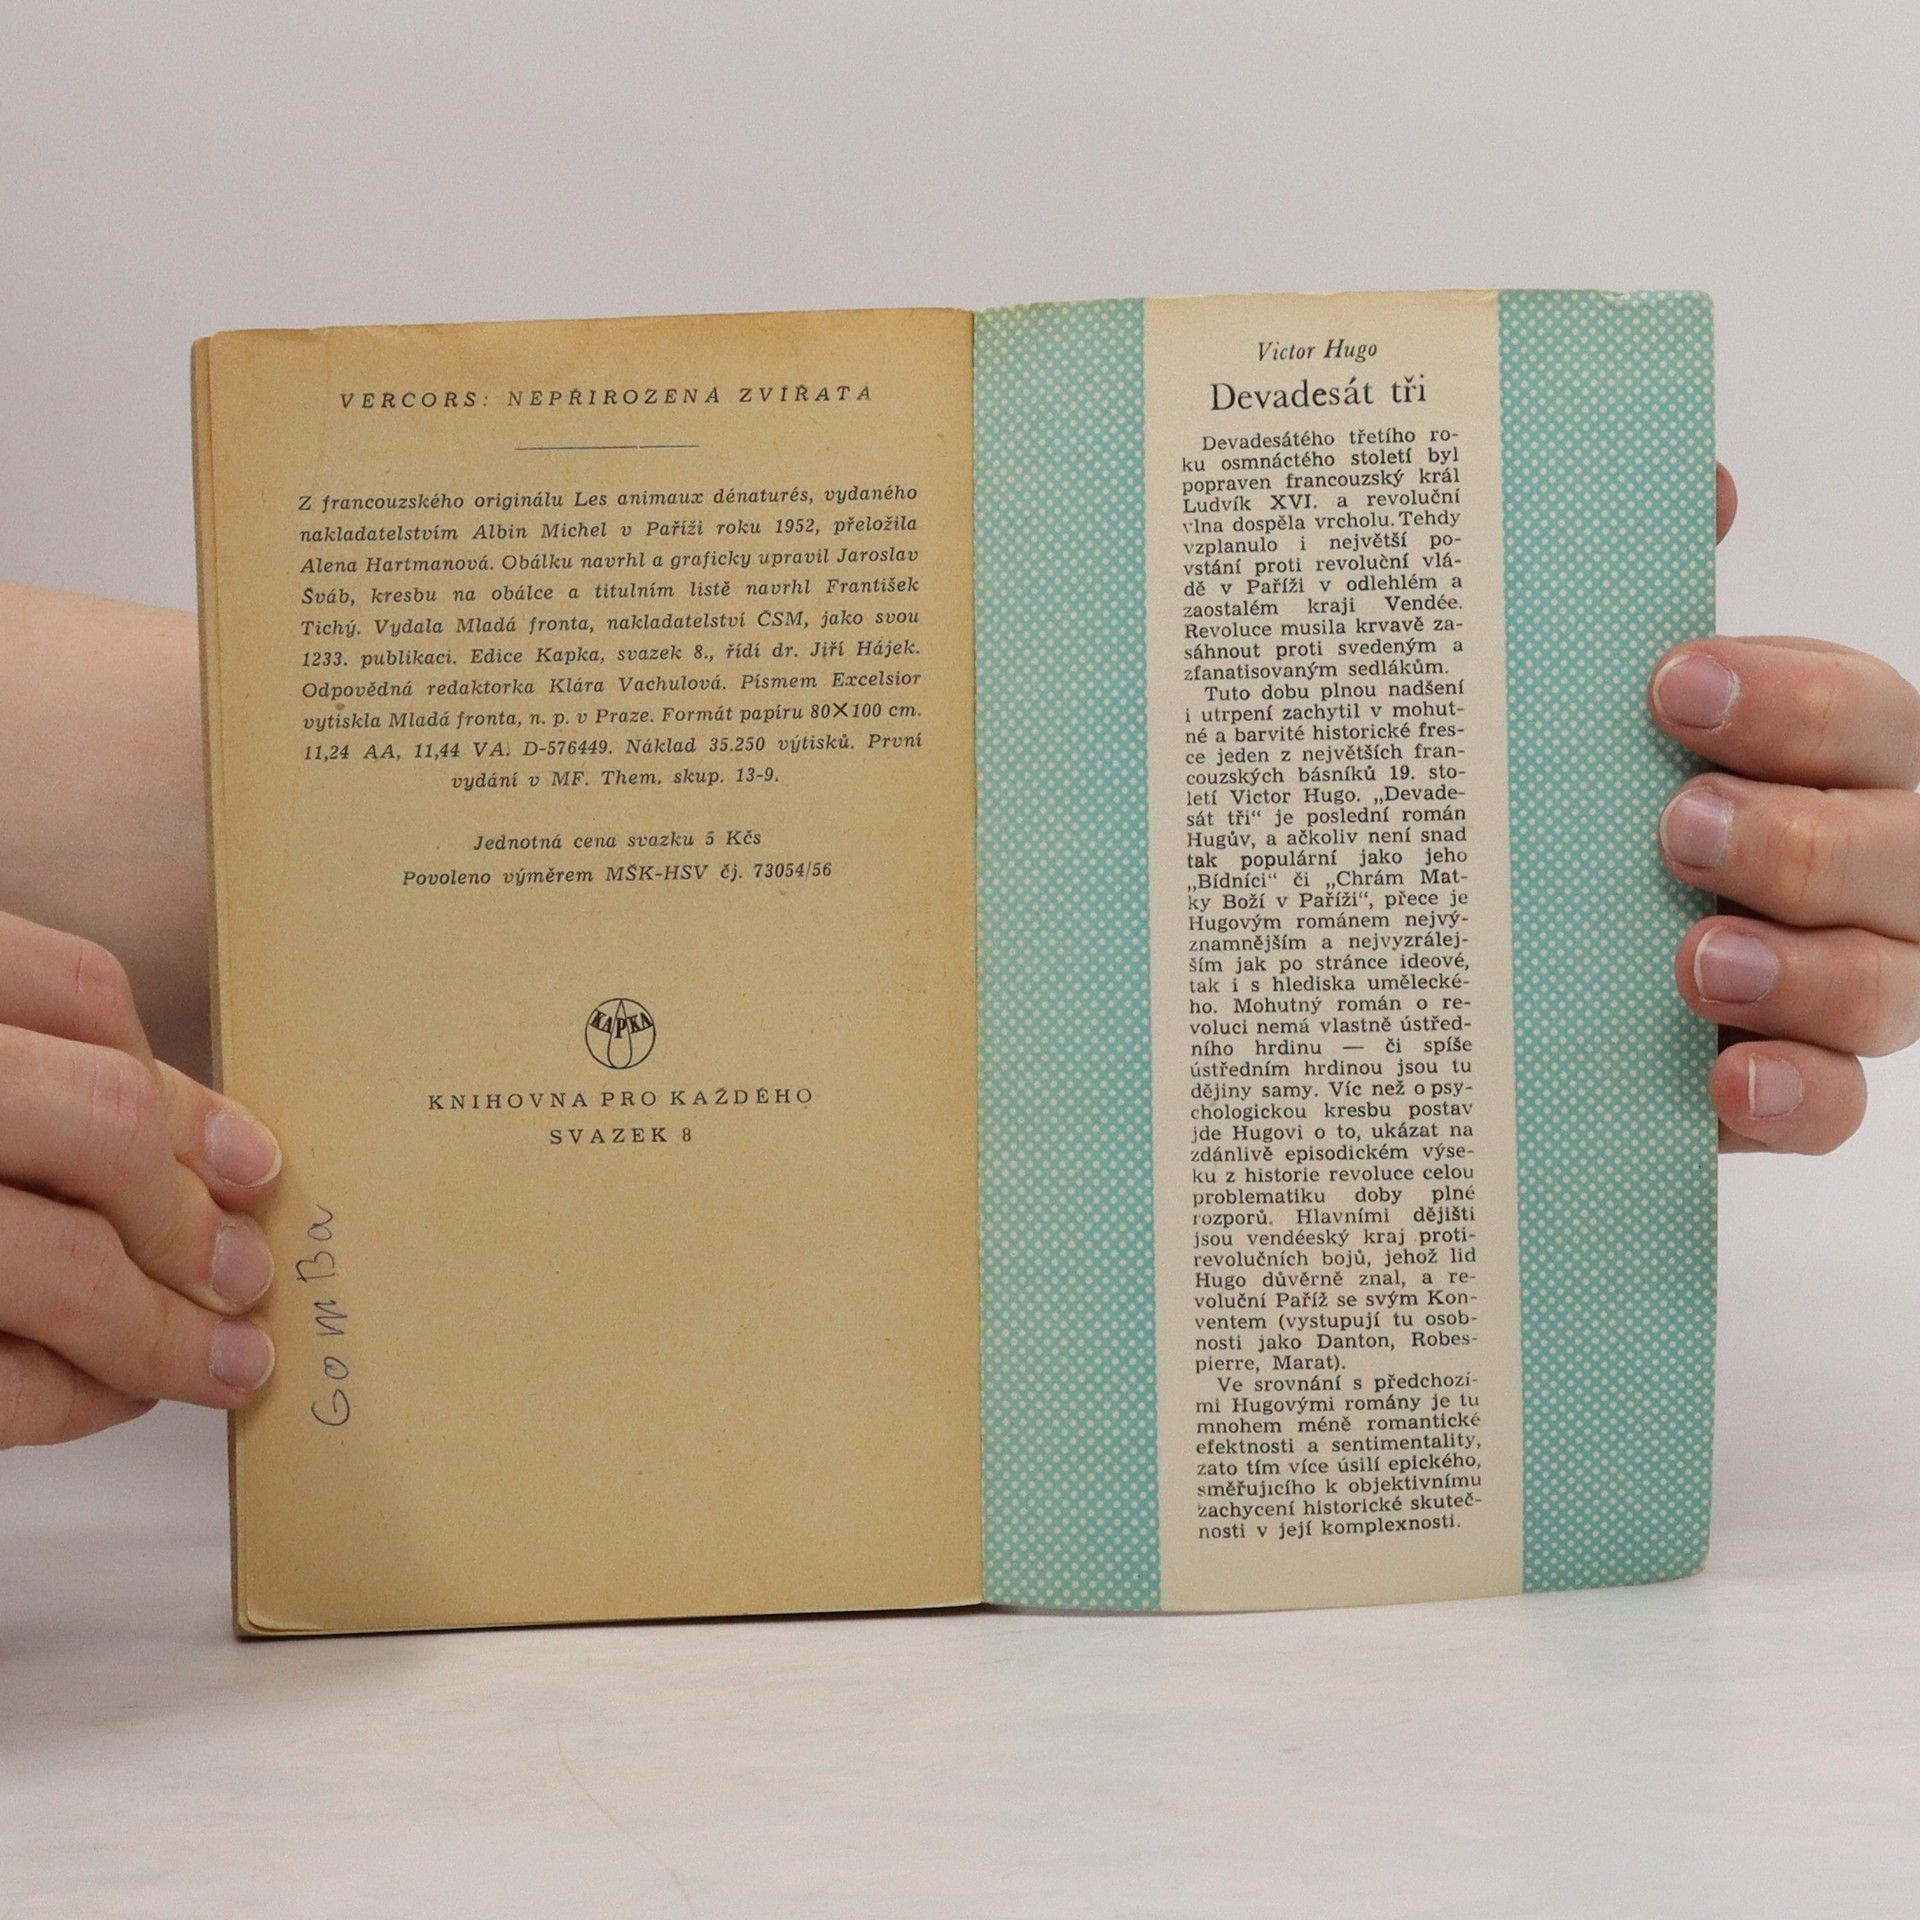 VERCORS: NEPŘIROZENÁ ZVÍŘATA
Z francouzského originálu Les animaux dénaturés, vydaného
nakladatelstvím Albin Michel v Paříži roku 1952, přeložila
Alena Hartmanová. Obálku navrhl a graficky upravil Jaroslav
Šváb, kresbu na obálce a titulním listě navrhl František
Tichý. Vydala Mladá fronta, nakladatelství ČSM, jako svou
1233. publikaci. Edice Kapka, svazek 8., řídí dr. Jiří Hájek.
Odpovědná redaktorka Klára Vachulová. Písmem Excelsior
vytiskla Mladá fronta, n. p. v Praze. Formát papíru 80×100 cm.
11,24 AA, 11,44 VA. D-576449. Náklad 35.250 výtisků. První
vydání v MF. Them. skup. 13-9.
Jednotná cena svazku 5 Kčs
Povoleno výměrem MŠK-HSV čj. 73054/56
KAPKA
KNIHOVNA PRO KAŽDÉHO
SVAZEK 8
GomBa
Victor Hugo
Devadesát tři
Devadesátého třetího ro-
ku osmnáctého století byl
popraven francouzský král
Ludvík XVI. a revoluční
vlna dospěla vrcholu. Tehdy
vzplanulo i největší po-
vstání proti revoluční vlá-
dě v Paříži v odlehlém a
zaostalém kraji Vendée.
Revoluce musila krvavě za-
sáhnout proti svedeným a
zfanatisovaným sedlákům.
Tuto dobu plnou nadšení
i utrpení zachytil v mohut-
né a barvité historické fres-
ce jeden z největších fran-
couzských básníků 19. sto-
letí Victor Hugo. „Devade-
sát tři“ je poslední román
Hugův, a ačkoliv není snad
tak populární jako jeho
„Bídníci“ či „Chrám Mat-
ky Boží v Paříži“, přece je
Hugovým románem nejvý-
znamnějším a nejvyzrálej-
ším jak po stránce ideové,
tak i s hlediska umělecké-
ho. Mohutný román o re-
voluci nemá vlastně ústřed-
ního hrdinu — či spíše
ústředním hrdinou jsou tu
dějiny samy. Víc než o psy-
chologickou kresbu postav
jde Hugovi o to, ukázat na
zdánlivě episodickém výse-
ku z historie revoluce celou
problematiku doby plné
rozporů. Hlavními dějišti
jsou vendéeský kraj proti-
revolučních bojů, jehož lid
Hugo důvěrně znal, a re-
voluční Paříž se svým Kon-
ventem (vystupují tu osob-
nosti jako Danton, Robes-
pierre, Marat).
Ve srovnání s předchozí-
mi Hugovými romány je tu
mnohem méně romantické
efektnosti a sentimentality,
zato tím více úsilí epického,
směřujícího k objektivnímu
zachycení historické skuteč-
nosti v její komplexnosti.